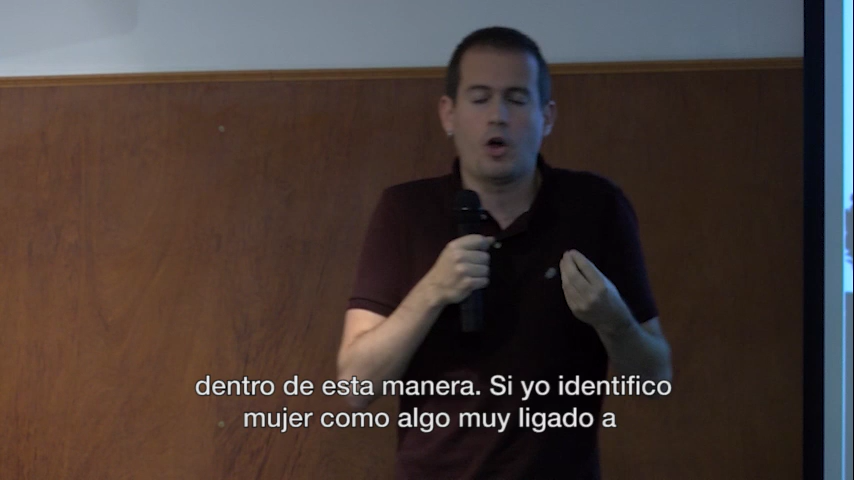 dentro de esta manera. Si yo identifico
mujer como algo muy ligado a